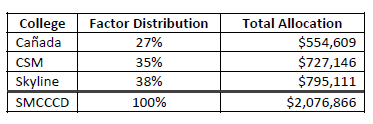 College Factor Distribution Total Allocation
Cañada 27% $554,609
CSM 35% $727,146
Skyline 38% $795,111
SMCCCD 100% $2,076,866